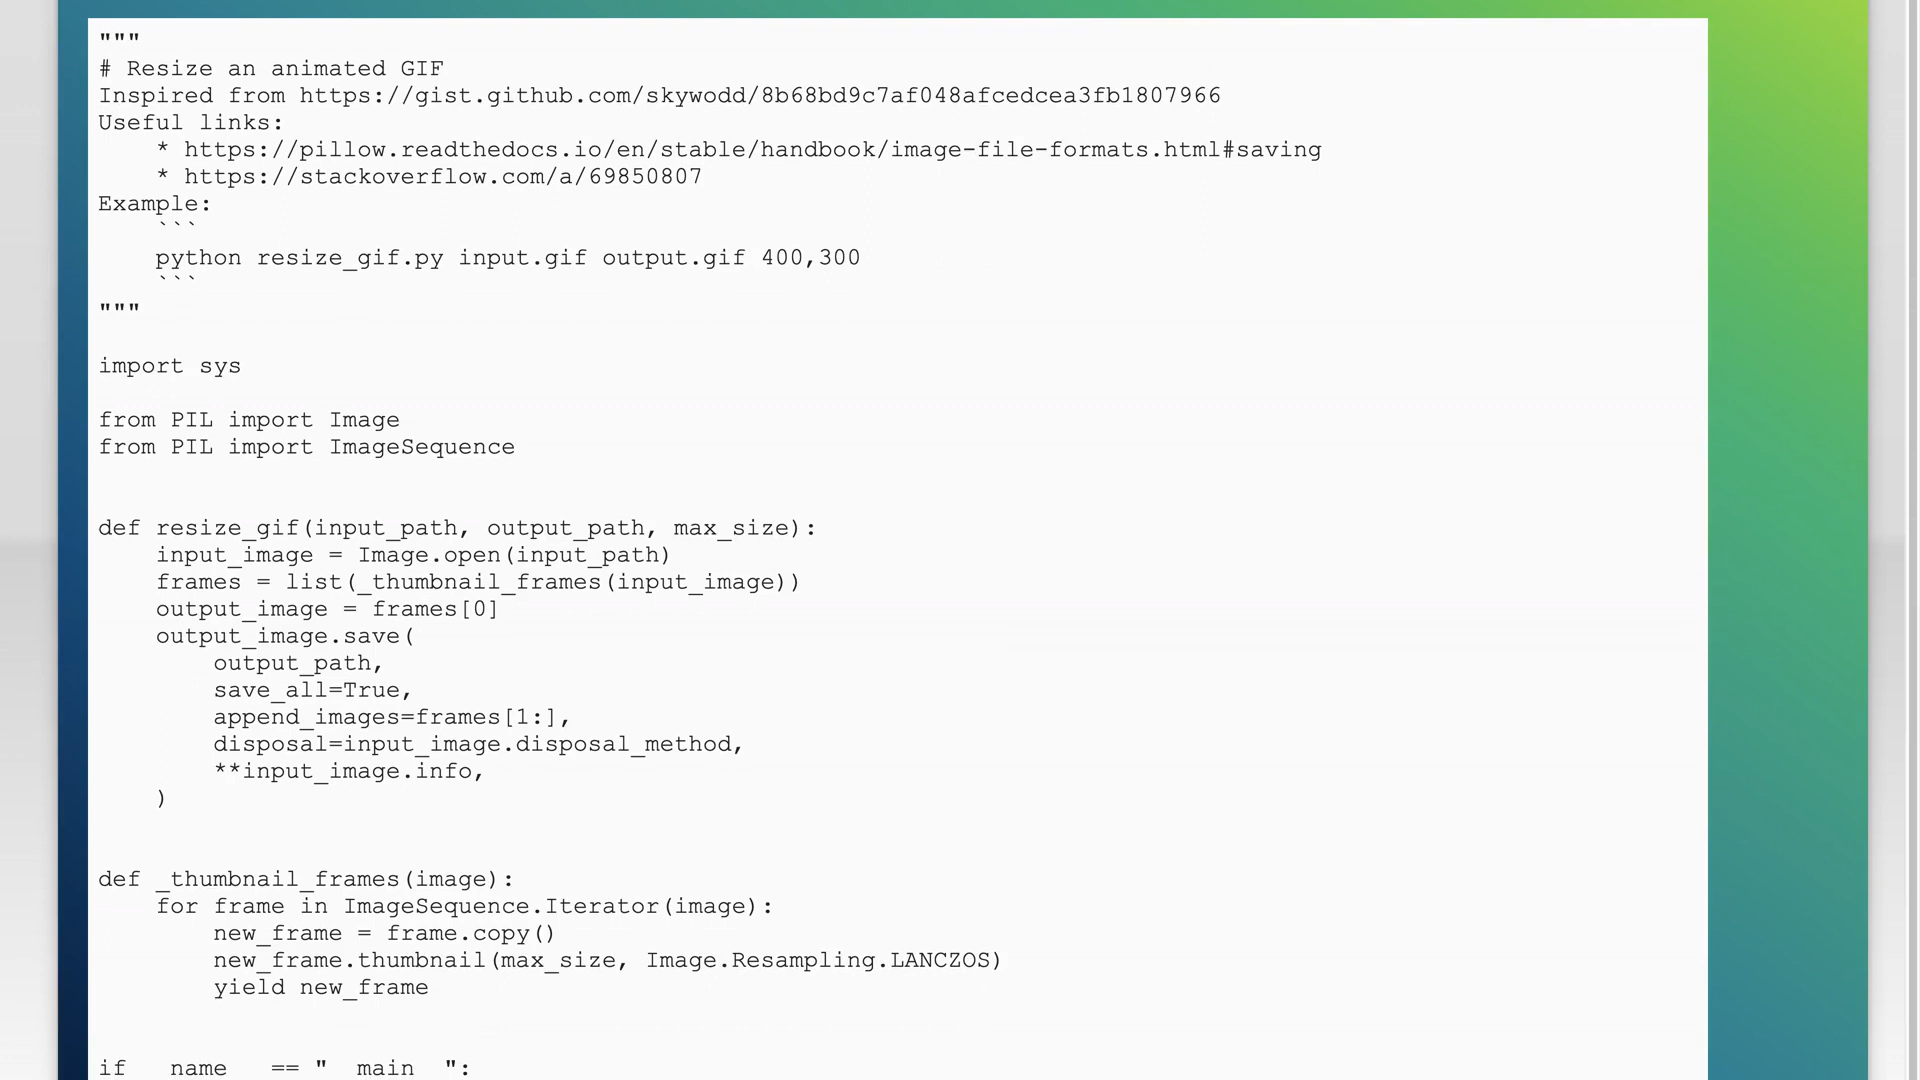 """
# Resize an animated GIF
Inspired from https://gist.github.com/skywodd/8b68bd9c7af048afcedcea3fb1807966
Useful links:
    * https://pillow.readthedocs.io/en/stable/handbook/image-file-formats.html#saving
    * https://stackoverflow.com/a/69850807
Example:
    ```
    python resize_gif.py input.gif output.gif 400,300
    ```
"""

import sys

from PIL import Image
from PIL import ImageSequence


def resize_gif(input_path, output_path, max_size):
    input_image = Image.open(input_path)
    frames = list(_thumbnail_frames(input_image))
    output_image = frames[0]
    output_image.save(
        output_path,
        save_all=True,
        append_images=frames[1:],
        disposal=input_image.disposal_method,
        **input_image.info,
    )


def _thumbnail_frames(image):
    for frame in ImageSequence.Iterator(image):
        new_frame = frame.copy()
        new_frame.thumbnail(max_size, Image.Resampling.LANCZOS)
        yield new_frame


if __name__ == "__main__":